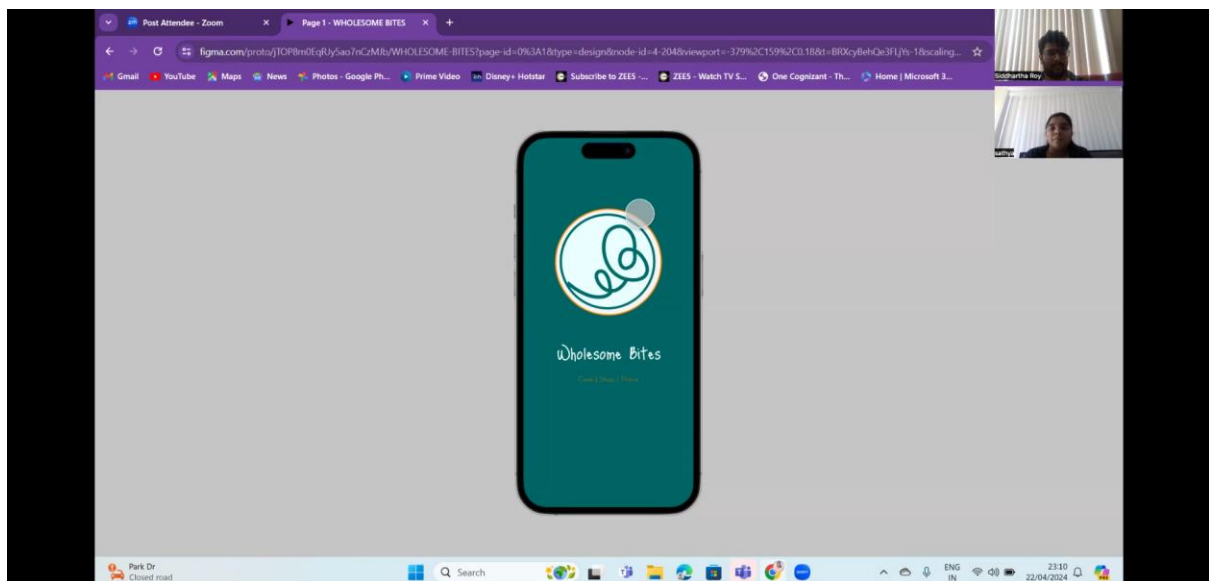 Post Attendee - Zoom
Page 1 - WHOLESOME BITES
figma.com/proto/jTOP8m0EqRJy5ao7nCzMJb/WHOLESOME-BITES?page-id=0%3A1&type=design&node-id=4-204&viewport=-379%2C159%2C0.18&t=BRXcyBehQe3FLjYs-1&scaling...
Gmail YouTube Maps News Photos - Google Ph... Prime Video Disney+ Hotstar Subscribe to ZEE5 -... ZEE5 - Watch TV S... One Cognizant - Th... Home | Microsoft 3...
Siddhartha Roy
Wholesome Bites
Park Dr
Closed road
Search
ENG
IN
23:10
22/04/2024